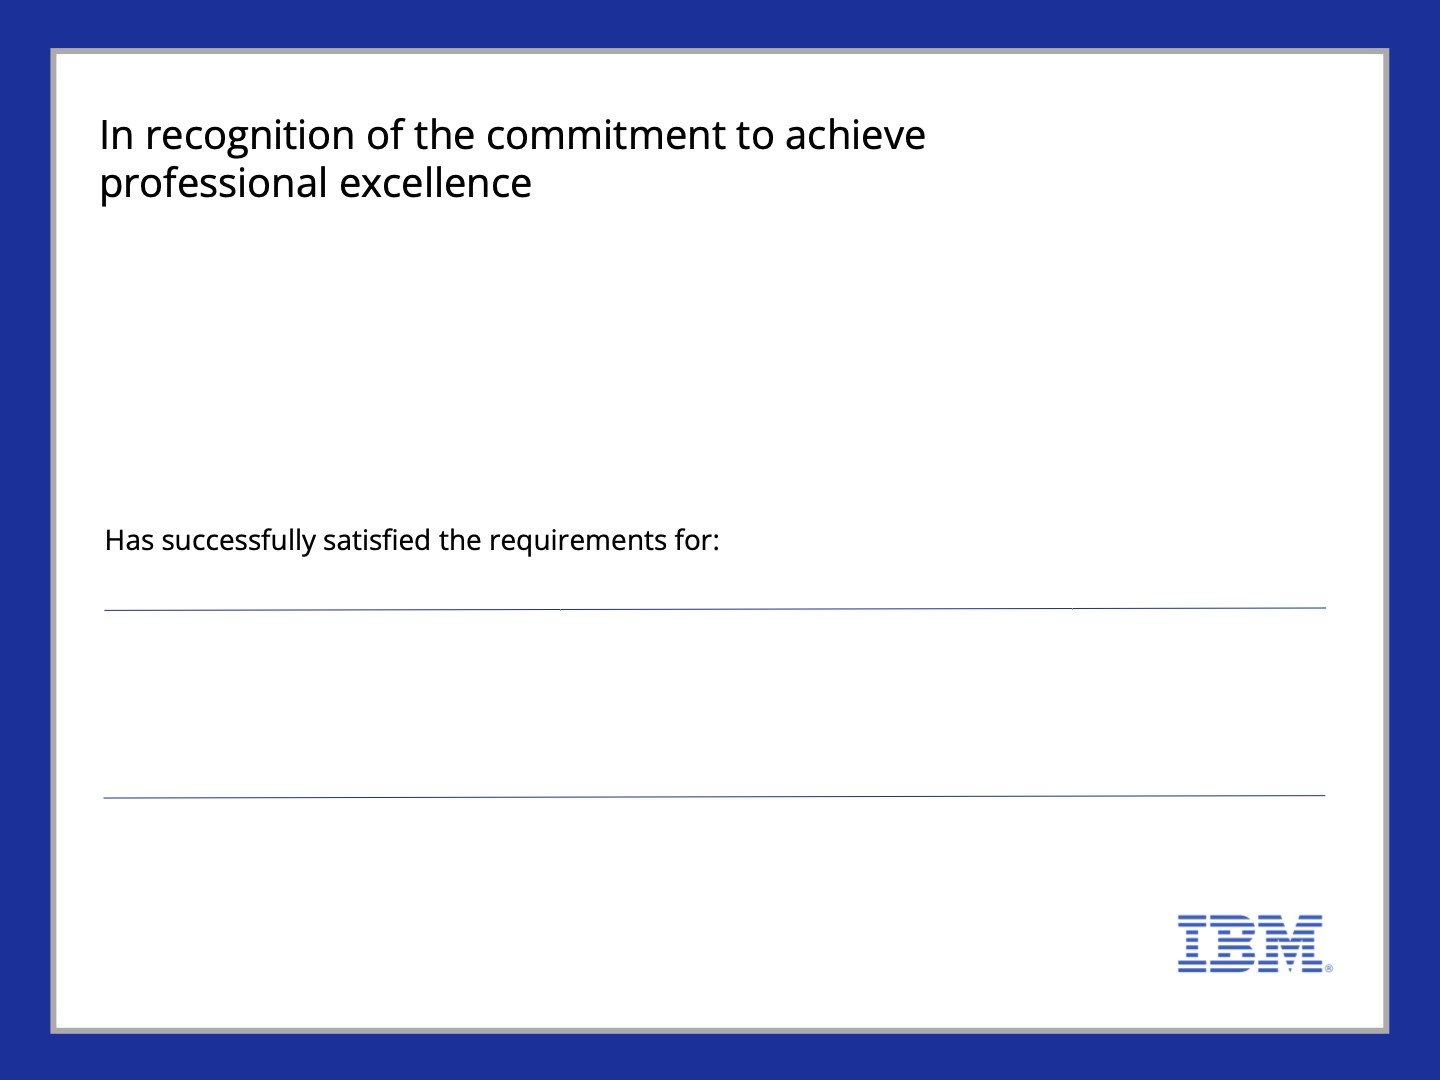 In recognition of the commitment to achieve
professional excellence
Has successfully satisfied the requirements for:
IBM®